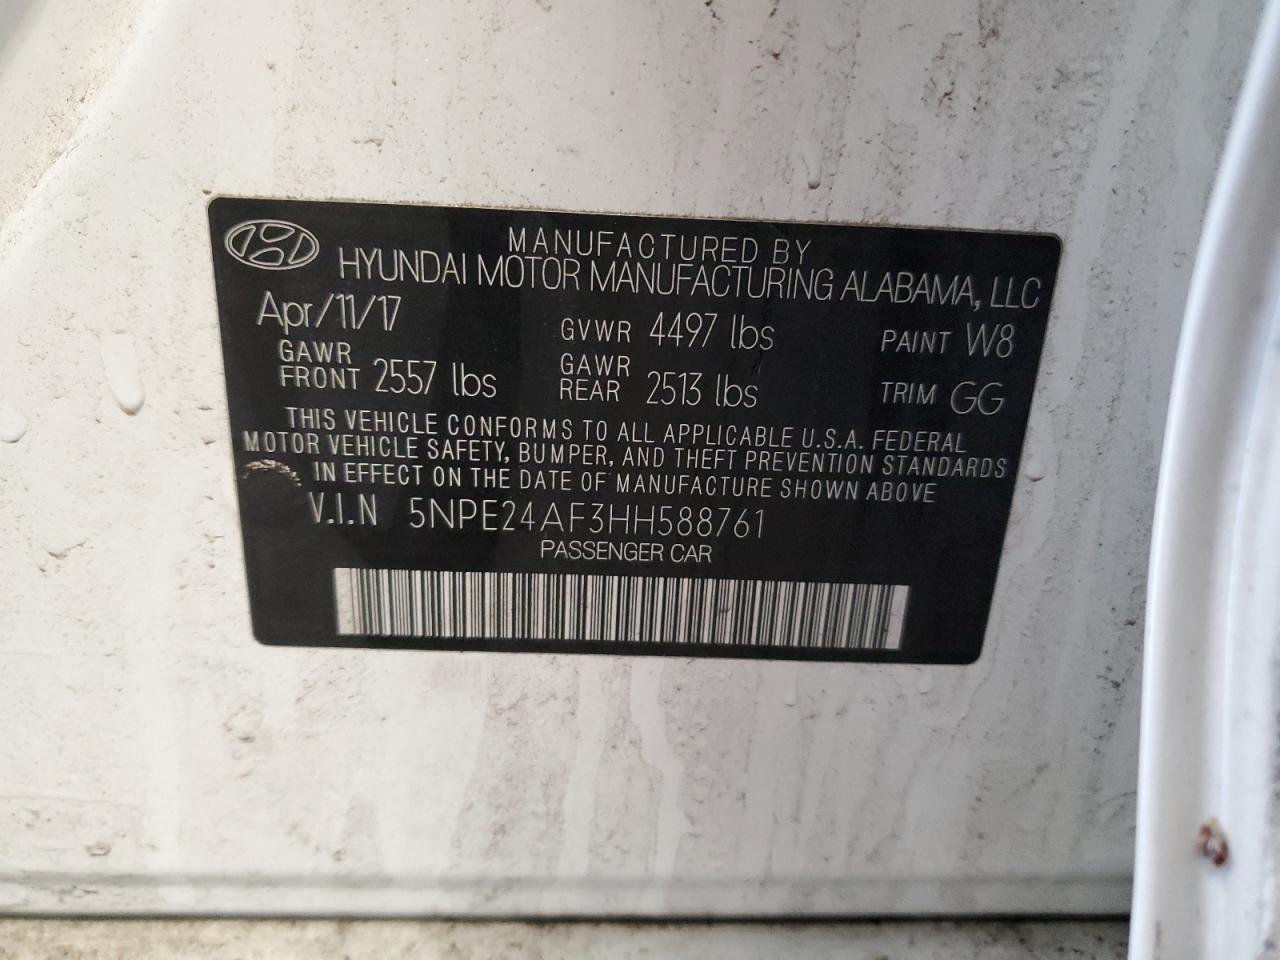 MANUFACTURED BY
HYUNDAI MOTOR MANUFACTURING ALABAMA, LLC
Apr/11/17 GVWR 4497 lbs PAINT W8
GAWR FRONT 2557 lbs GAWR REAR 2513 lbs TRIM GG
THIS VEHICLE CONFORMS TO ALL APPLICABLE U.S.A. FEDERAL
MOTOR VEHICLE SAFETY, BUMPER, AND THEFT PREVENTION STANDARDS
IN EFFECT ON THE DATE OF MANUFACTURE SHOWN ABOVE
V.I.N 5NPE24AF3HH588761
PASSENGER CAR